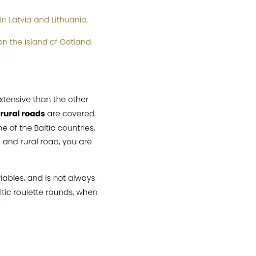 in Latvia and Lithuania.
on the island of Gotland.
xtensive than the other
rural roads are covered.
ne of the Baltic countries,
and rural road, you are
iables, and is not always
ltic roulette rounds, when